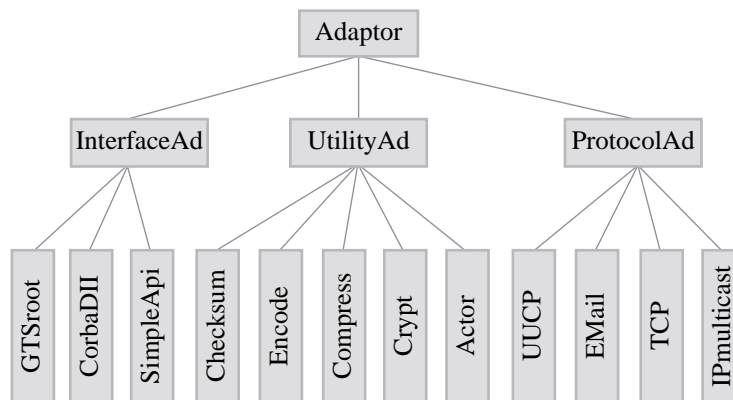 Adaptor
InterfaceAd
UtilityAd
ProtocolAd
GTSroot
CorbaDII
SimpleApi
Checksum
Encode
Compress
Crypt
Actor
UUCP
EMail
TCP
IPmulticast